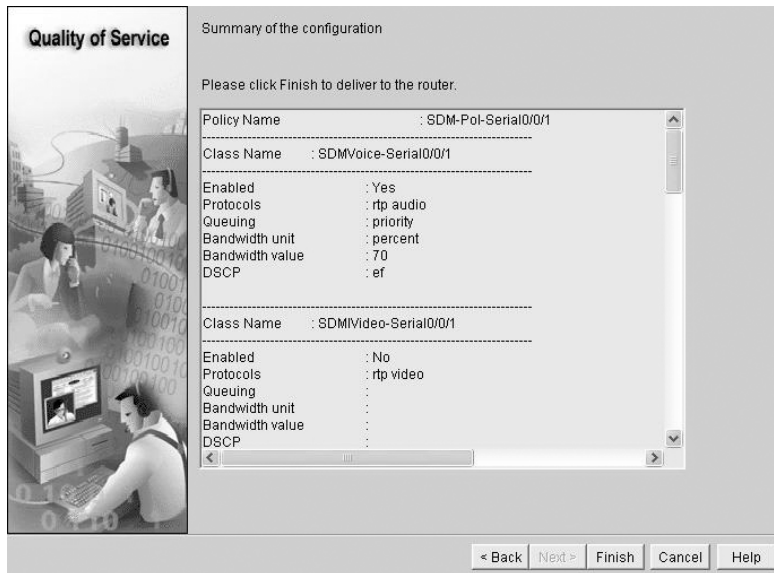 Quality of Service
Summary of the configuration
Please click Finish to deliver to the router.
Policy Name : SDM-Pol-Serial0/0/1
------------------------------------------------------------
Class Name : SDMVoice-Serial0/0/1
------------------------------------------------------------
Enabled : Yes
Protocols : rtp audio
Queuing : priority
Bandwidth unit : percent
Bandwidth value : 70
DSCP : ef
------------------------------------------------------------
Class Name : SDMIVideo-Serial0/0/1
------------------------------------------------------------
Enabled : No
Protocols : rtp video
Queuing :
Bandwidth unit :
Bandwidth value :
DSCP :
< Back Next > Finish Cancel Help